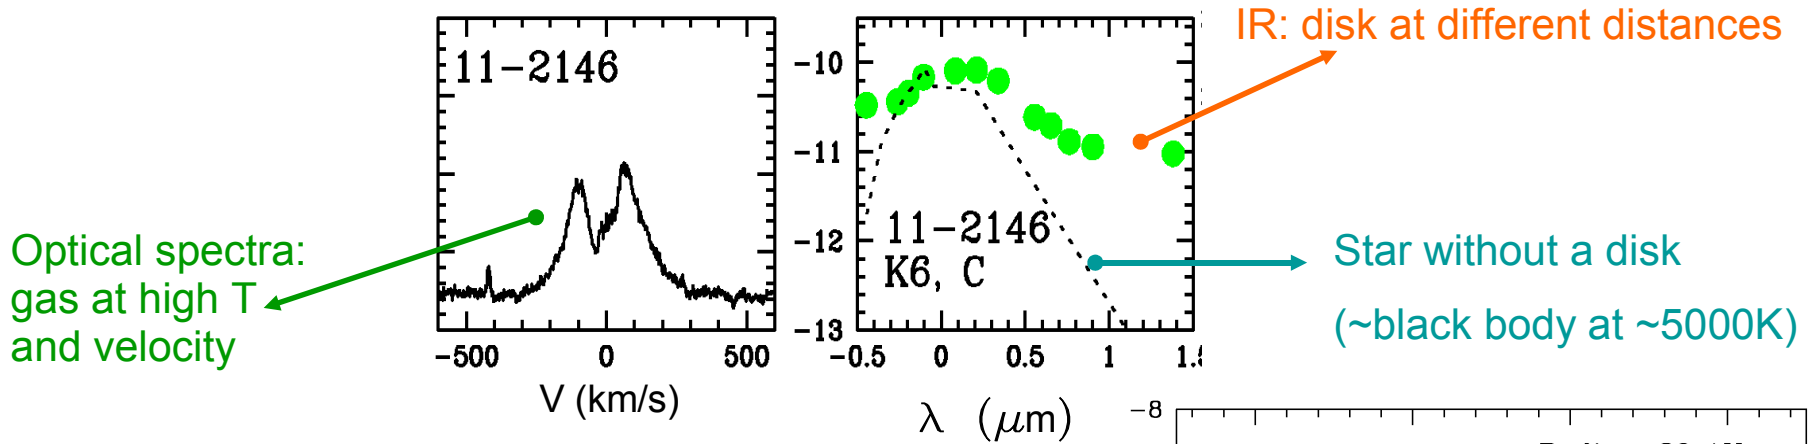 IR: disk at different distances
11-2146
-10
-11
-12
-13
11-2146
K6, C
Optical spectra:
gas at high T
and velocity
Star without a disk
(~black body at ~5000K)
-500 0 500
-0.5 0 0.5 1
V (km/s)
λ (μm)
-8